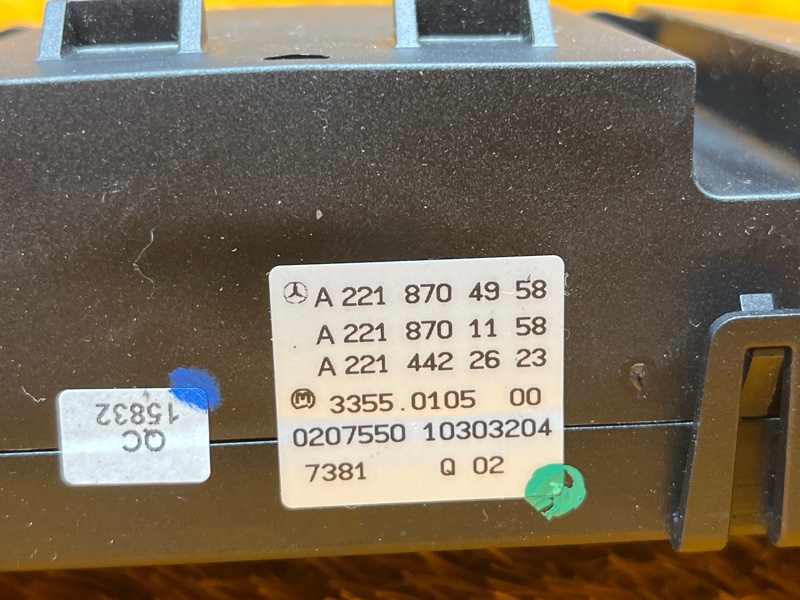 A 221 870 49 58
A 221 870 11 58
A 221 442 26 23
M 3355.0105 00
0207550 10303204
7381 Q 02
QC
15832